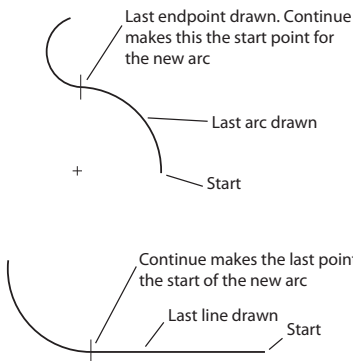 Last endpoint drawn. Continue
makes this the start point for
the new arc
Last arc drawn
Start
Continue makes the last point
the start of the new arc
Last line drawn
Start